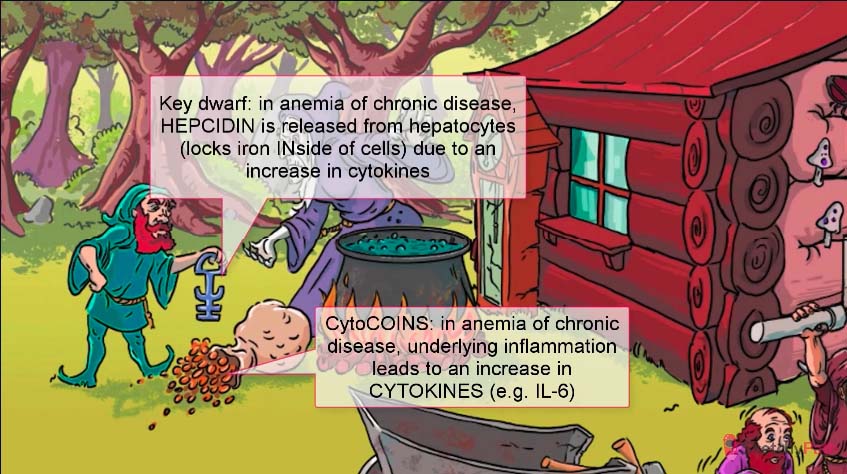 Key dwarf: in anemia of chronic disease,
HEPCIDIN is released from hepatocytes
(locks iron INside of cells) due to an
increase in cytokines
CytoCOINS: in anemia of chronic
disease, underlying inflammation
leads to an increase in
CYTOKINES (e.g. IL-6)